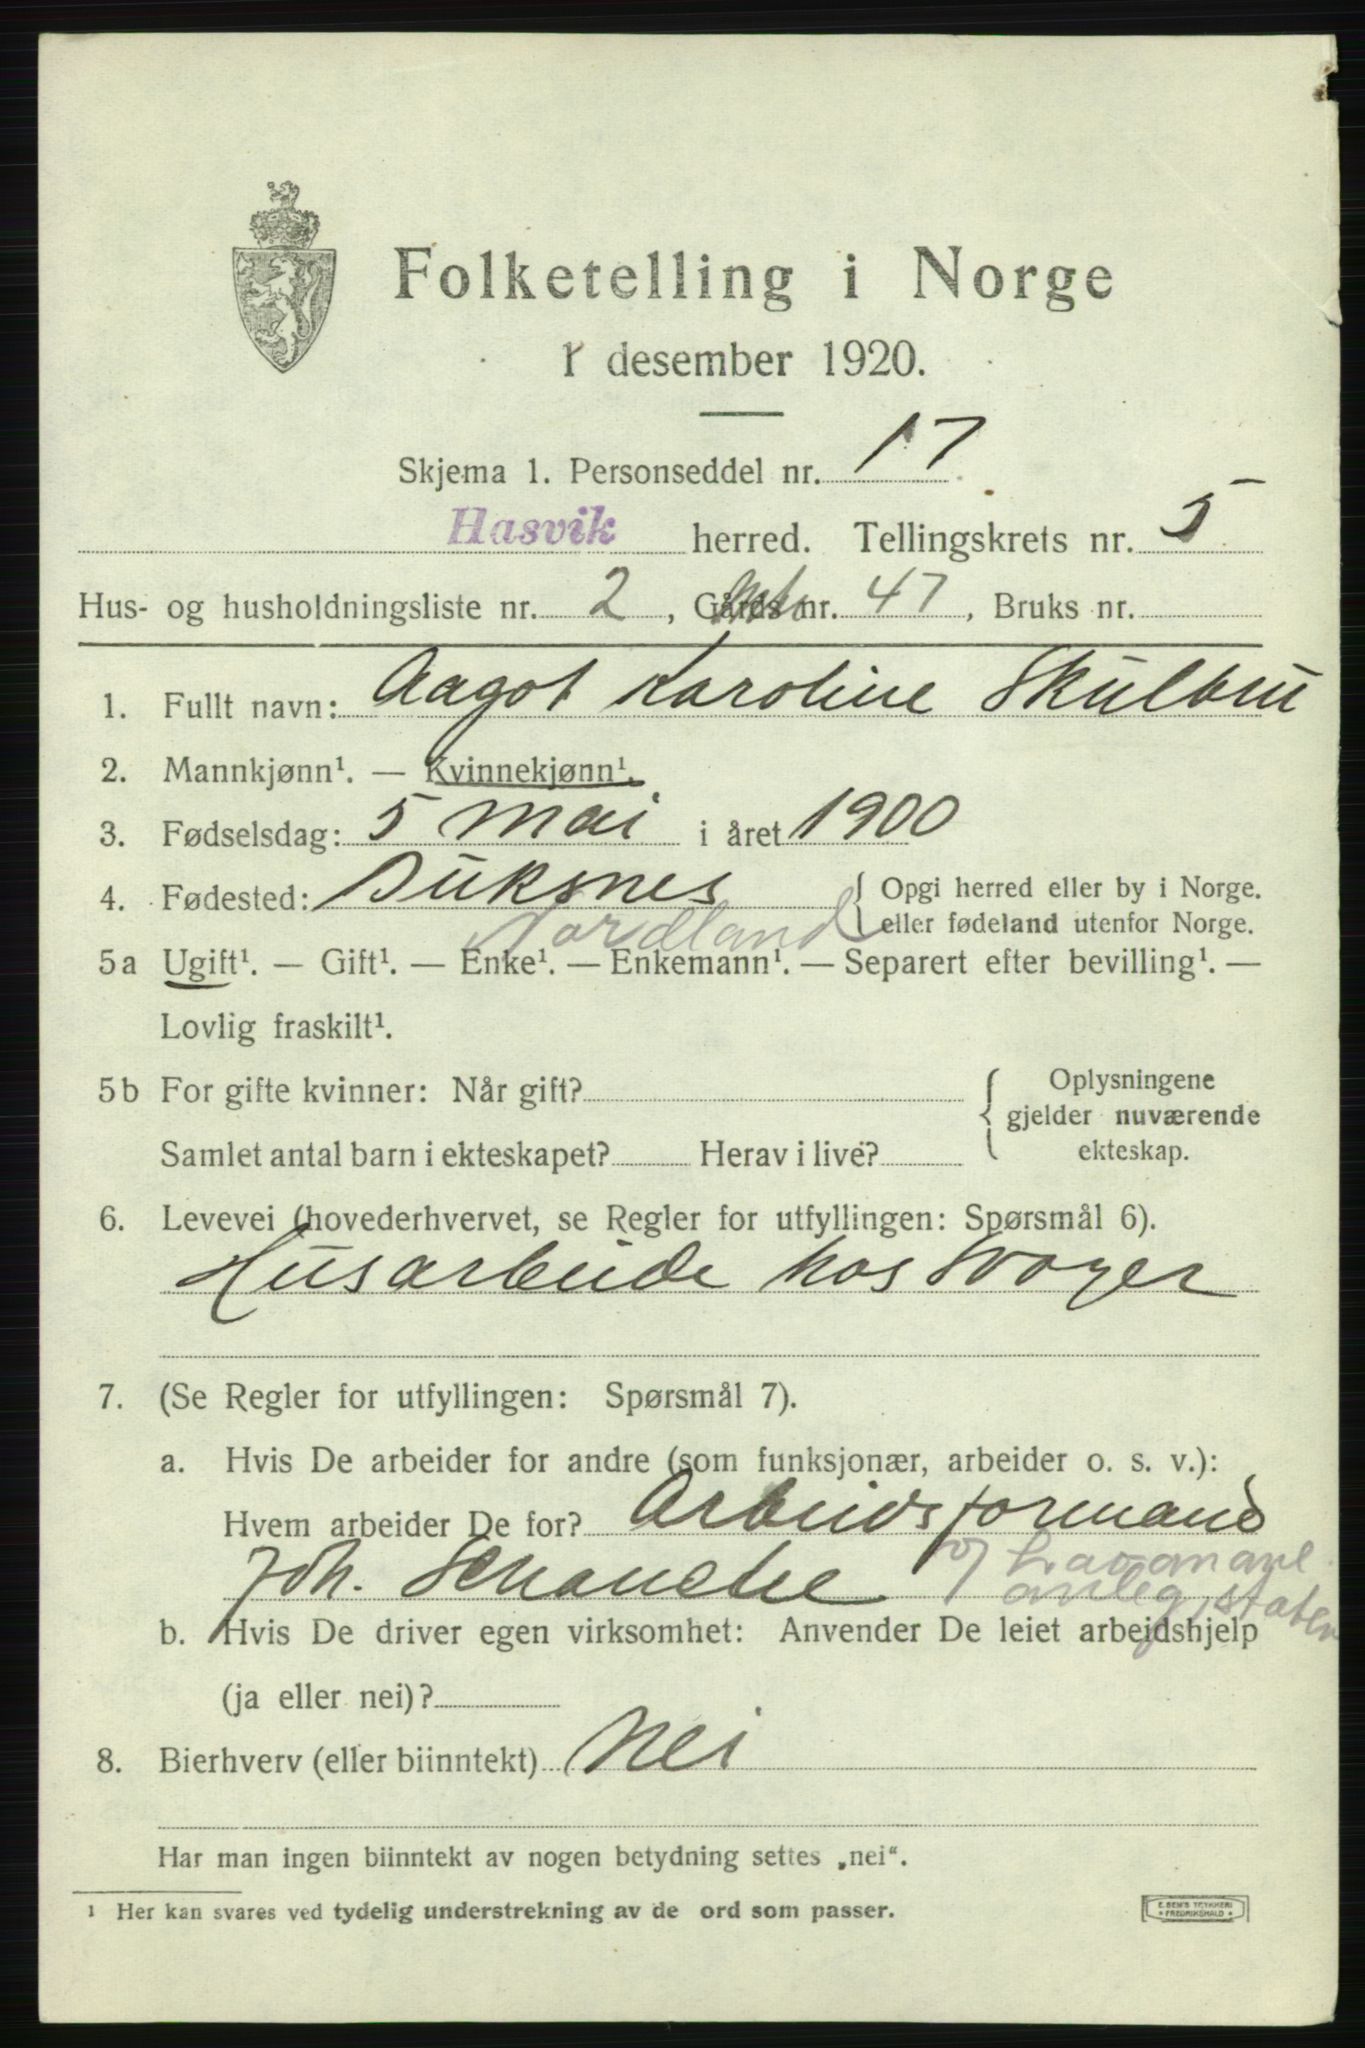 Folketelling i Norge
1 desember 1920.
Skjema 1. Personseddel nr. 17
Hasvik herred. Tellingskrets nr. 5
Hus- og husholdningsliste nr. 2, Gårds nr. 47, Bruks nr.
1. Fullt navn: Aagot Karoline Skulbru
2. Mannkjønn¹. — Kvinnekjønn¹.
3. Fødselsdag: 5 mai i året 1900
4. Fødested: Buksnes { Opgi herred eller by i Norge.
Nordland eller fødeland utenfor Norge.
5a Ugift¹. — Gift¹. — Enke¹. — Enkemann¹. — Separert efter bevilling¹. —
Lovlig fraskilt¹.
5b For gifte kvinner: Når gift? { Oplysningene
gjelder nuværende
Samlet antal barn i ekteskapet? Herav i live? ekteskap.
6. Levevei (hovederhvervet, se Regler for utfyllingen: Spørsmål 6).
Husarbeide hos Svoger
7. (Se Regler for utfyllingen: Spørsmål 7).
a. Hvis De arbeider for andre (som funksjonær, arbeider o. s. v.):
Hvem arbeider De for? Arbeidsformand
Joh. Schanche
anleg, staten
b. Hvis De driver egen virksomhet: Anvender De leiet arbejdshjelp
(ja eller nei)?
8. Bierhverv (eller biinntekt) Nei
Har man ingen biinntekt av nogen betydning settes „nei“.
¹ Her kan svares ved tydelig understrekning av de ord som passer.
E. SEM'S TRYKKERI
FREDRIKSHALD